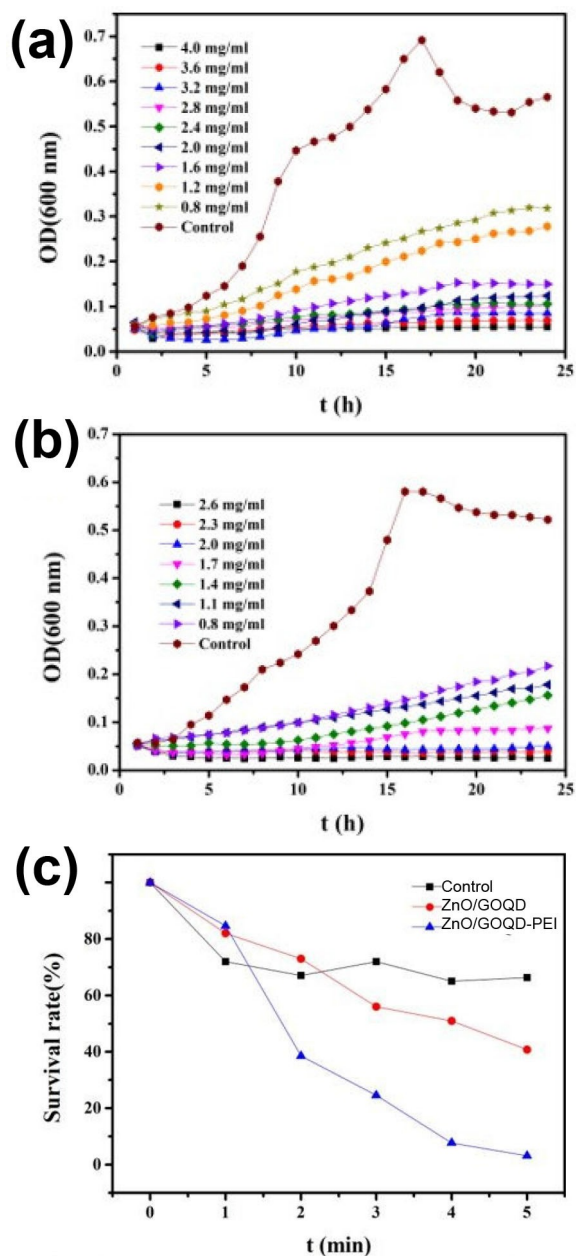 (a)
0.7
0.6
0.5
0.4
0.3
0.2
0.1
0.0
OD(600 nm)
4.0 mg/ml
3.6 mg/ml
3.2 mg/ml
2.8 mg/ml
2.4 mg/ml
2.0 mg/ml
1.6 mg/ml
1.2 mg/ml
0.8 mg/ml
Control
0 5 10 15 20 25
t (h)
(b)
0.7
0.6
0.5
0.4
0.3
0.2
0.1
0.0
OD(600 nm)
2.6 mg/ml
2.3 mg/ml
2.0 mg/ml
1.7 mg/ml
1.4 mg/ml
1.1 mg/ml
0.8 mg/ml
Control
0 5 10 15 20 25
t (h)
(c)
80
60
40
20
0
Survival rate(%)
Control
ZnO/GOQD
ZnO/GOQD-PEI
0 1 2 3 4 5
t (min)